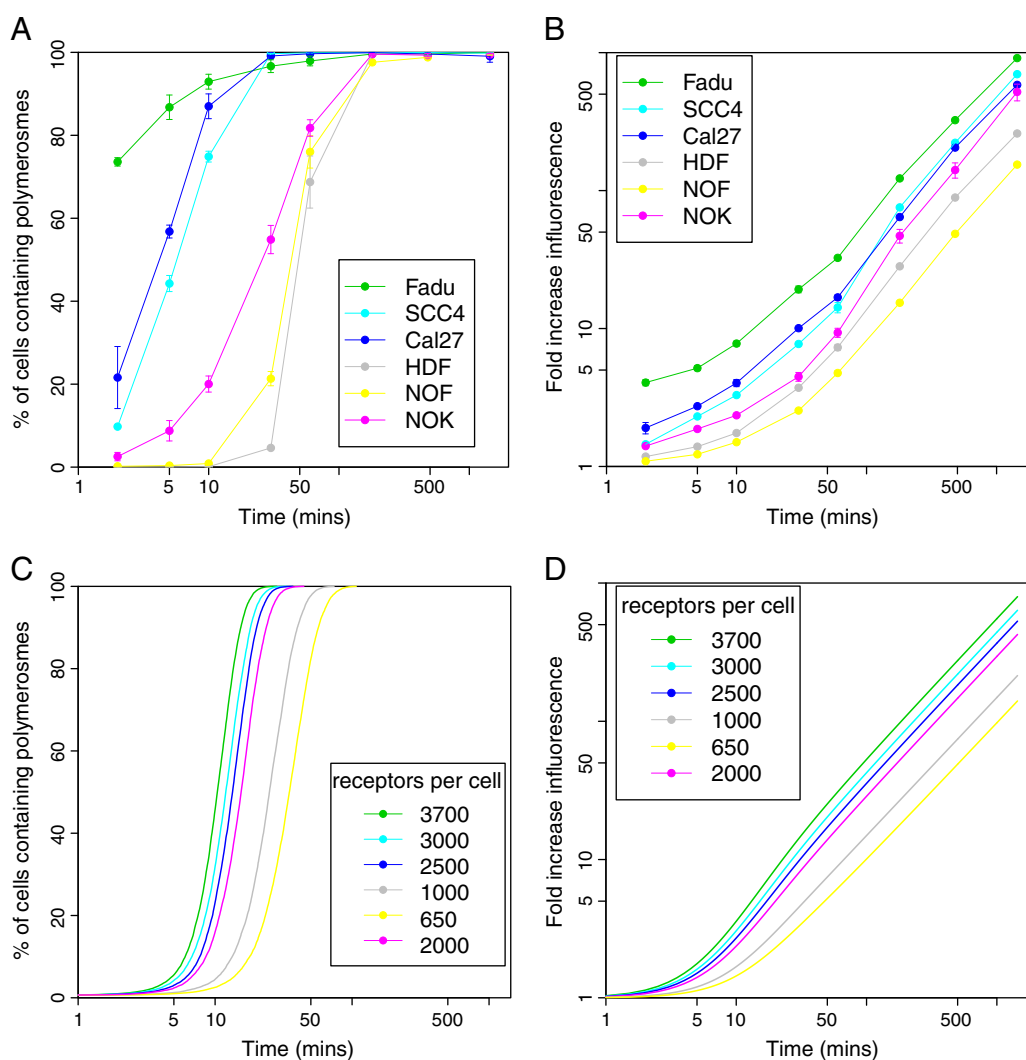 A
% of cells containing polymerosmes
100
80
60
40
20
0
Fadu
SCC4
Cal27
HDF
NOF
NOK
1 5 10 50 500
Time (mins)
B
Fold increase influorescence
500
50
10
5
1
Fadu
SCC4
Cal27
HDF
NOF
NOK
1 5 10 50 500
Time (mins)
C
% of cells containing polymerosmes
100
80
60
40
20
0
receptors per cell
3700
3000
2500
1000
650
2000
1 5 10 50 500
Time (mins)
D
Fold increase influorescence
500
50
10
5
1
receptors per cell
3700
3000
2500
1000
650
2000
1 5 10 50 500
Time (mins)